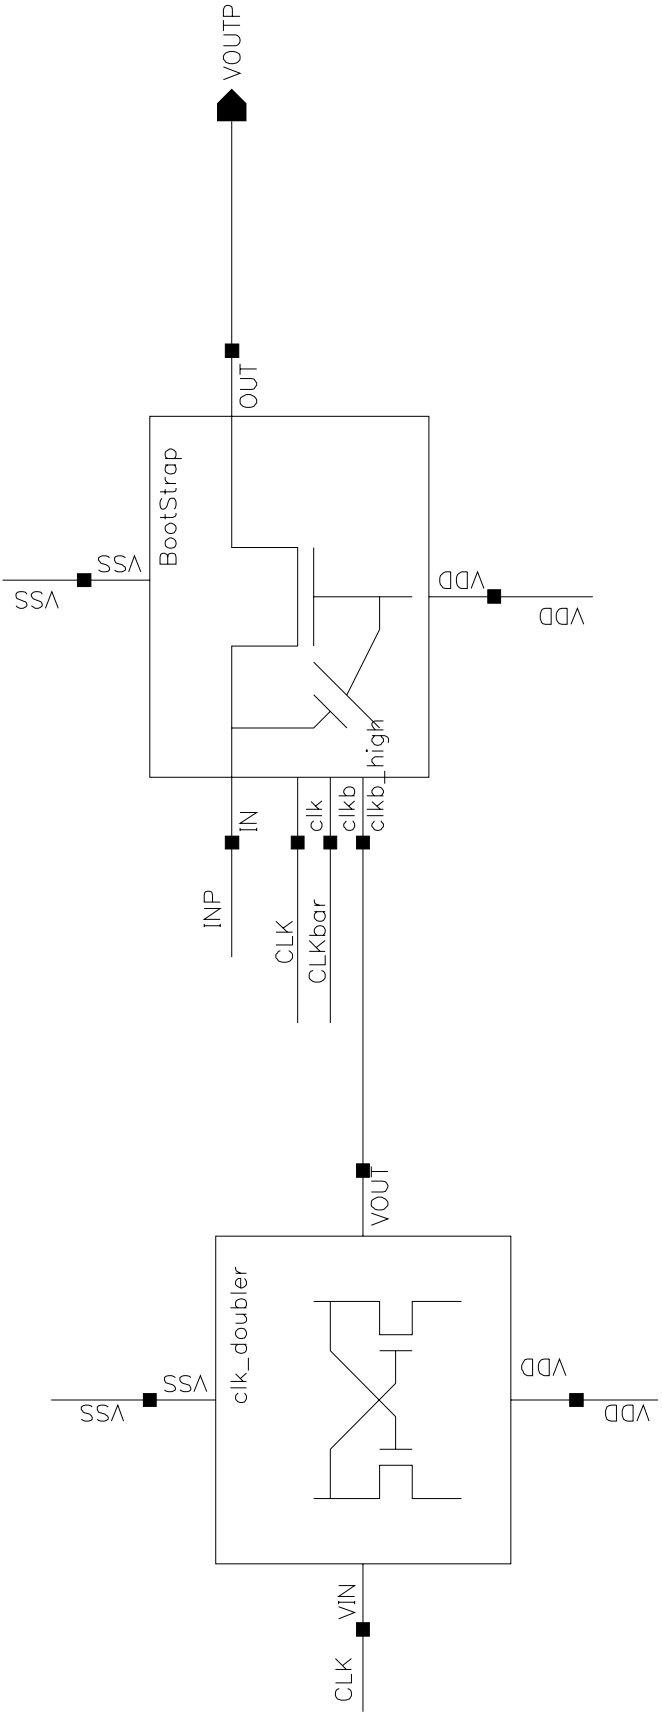 VOUTP
OUT
BootStrap
VSS
VSS
VDD
VDD
IN
INP
clk
CLK
clkb
CLKbar
clkb_high
VOUT
clk_doubler
VSS
VSS
VDD
VDD
VIN
CLK